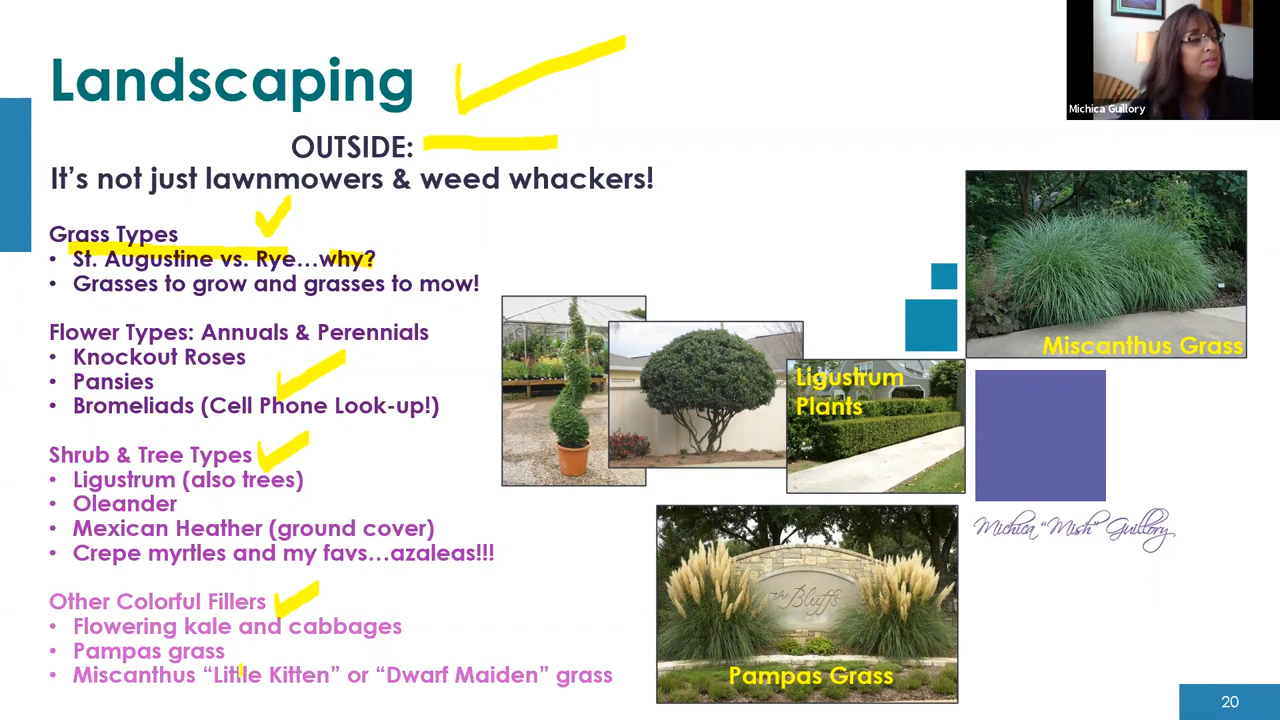 Michica Guillory
Landscaping
OUTSIDE:
It’s not just lawnmowers & weed whackers!
Grass Types
• St. Augustine vs. Rye…why?
• Grasses to grow and grasses to mow!
Flower Types: Annuals & Perennials
• Knockout Roses
• Pansies
• Bromeliads (Cell Phone Look-up!)
Shrub & Tree Types
• Ligustrum (also trees)
• Oleander
• Mexican Heather (ground cover)
• Crepe myrtles and my favs…azaleas!!!
Other Colorful Fillers
• Flowering kale and cabbages
• Pampas grass
• Miscanthus “Little Kitten” or “Dwarf Maiden” grass
Miscanthus Grass
Ligustrum
Plants
the Bluffs
Pampas Grass
Michica “Mish” Guillory
20